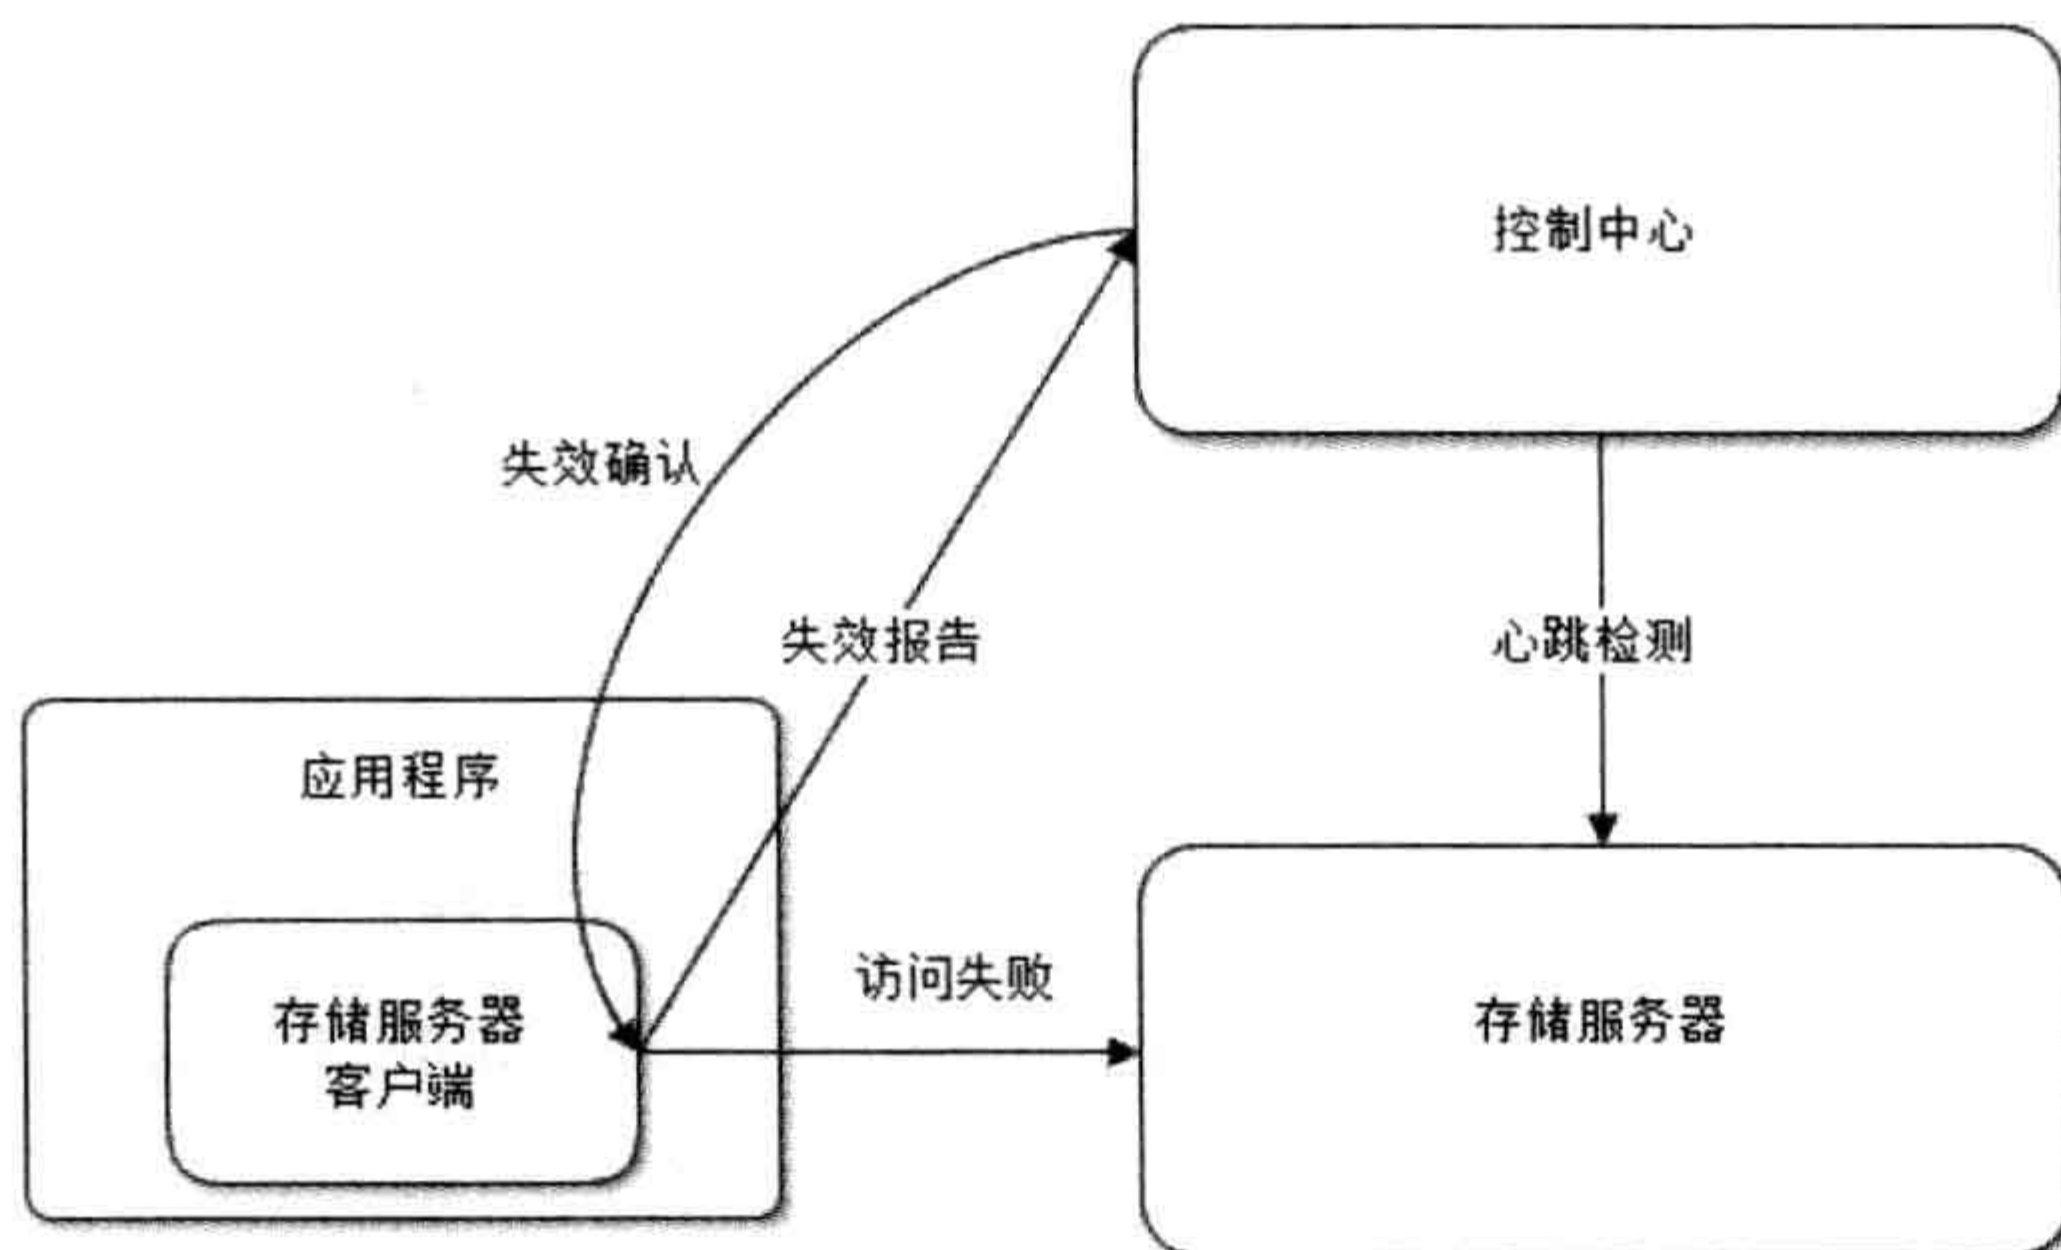 控制中心
失效确认
失效报告
心跳检测
应用程序
访问失败
存储服务器
客户端
存储服务器